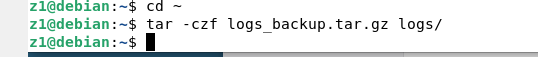 z1@debian:~$ cd ~
z1@debian:~$ tar -czf logs_backup.tar.gz logs/
z1@debian:~$